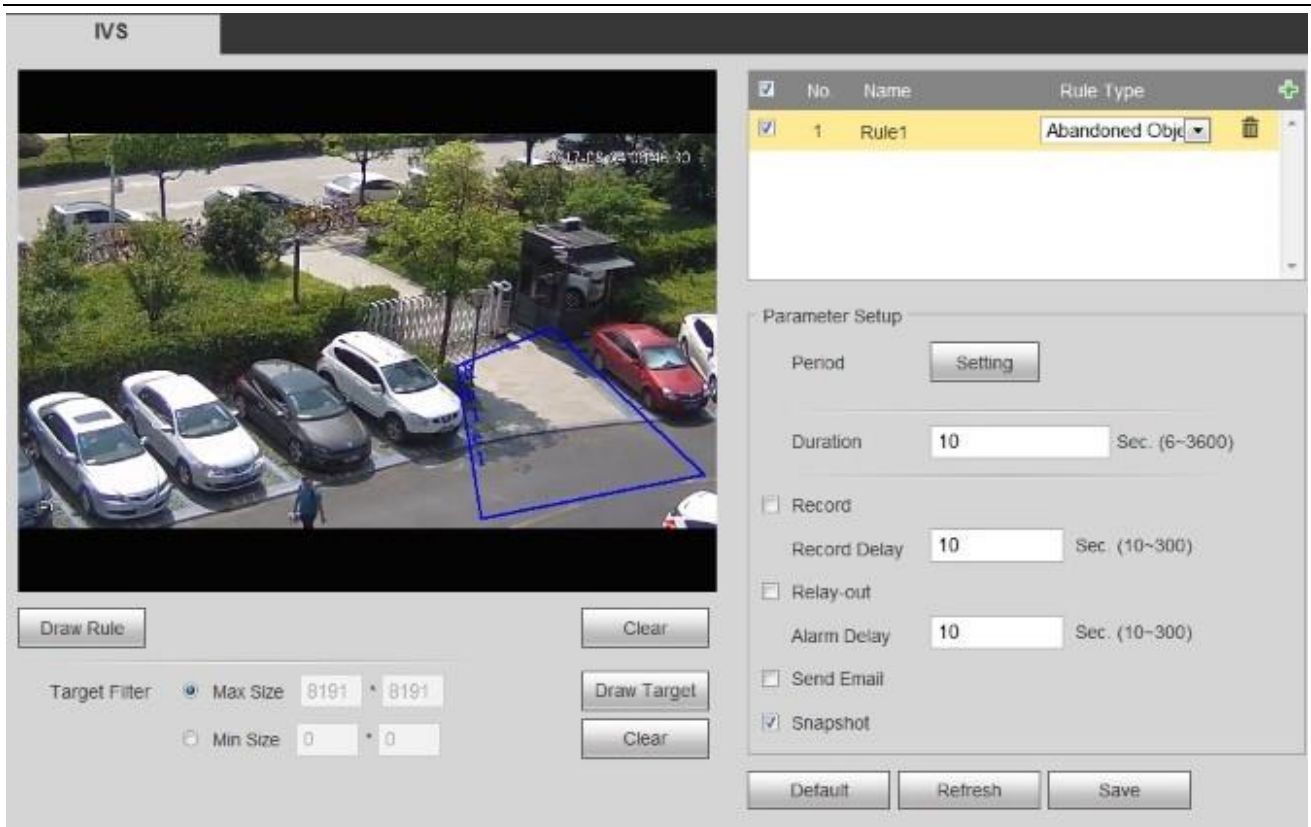 IVS
No. Name Rule Type
1 Rule1 Abandoned Obje
Parameter Setup
Period Setting
Duration 10 Sec. (6~3600)
Record
Record Delay 10 Sec. (10~300)
Relay-out
Alarm Delay 10 Sec. (10~300)
Send Email
Snapshot
Draw Rule Clear
Target Filter Max Size 8191 * 8191 Draw Target
Min Size 0 * 0 Clear
Default Refresh Save